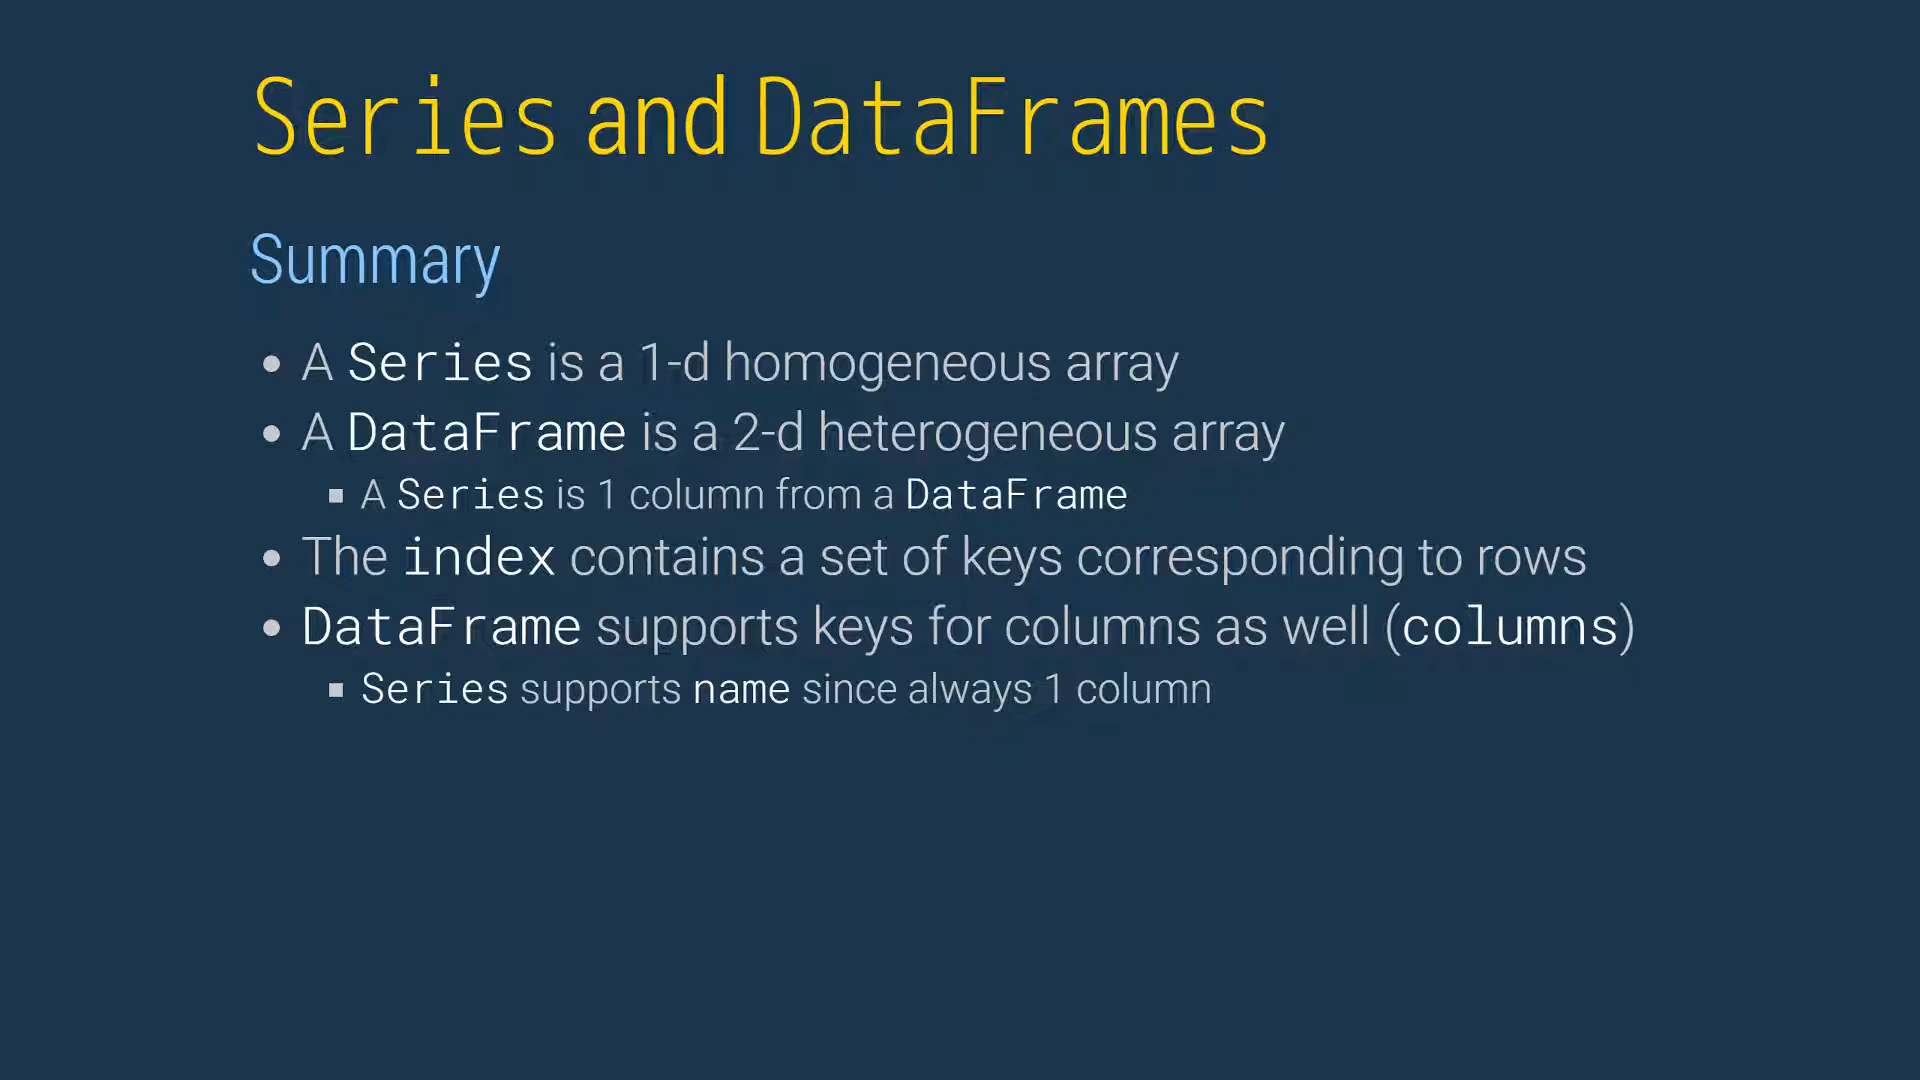 Series and DataFrames
Summary
• A Series is a 1-d homogeneous array
• A DataFrame is a 2-d heterogeneous array
▪ A Series is 1 column from a DataFrame
• The index contains a set of keys corresponding to rows
• DataFrame supports keys for columns as well (columns)
▪ Series supports name since always 1 column